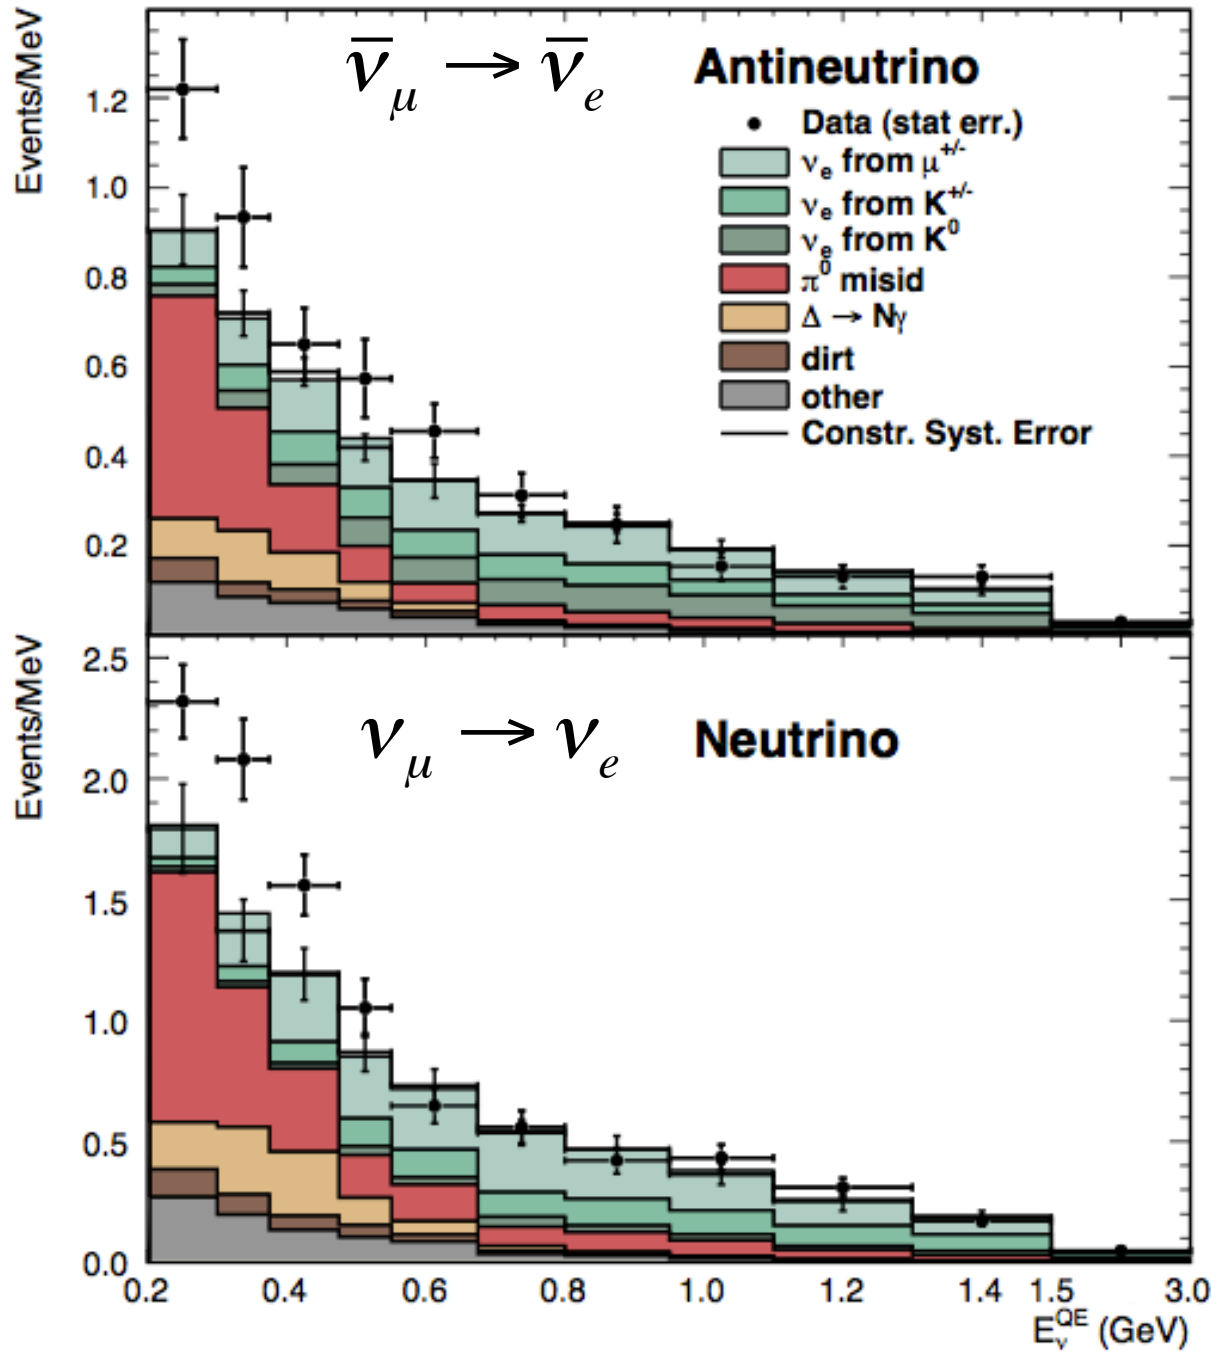 ν̅μ → ν̅e
Antineutrino
Data (stat err.)
νe from μ+/-
νe from K+/-
νe from K0
π0 misid
Δ → Nγ
dirt
other
Constr. Syst. Error
Events/MeV
1.2
1.0
0.8
0.6
0.4
0.2
νμ → νe
Neutrino
Events/MeV
2.5
2.0
1.5
1.0
0.5
0.0
0.2 0.4 0.6 0.8 1.0 1.2 1.4 1.5 3.0
EνQE (GeV)